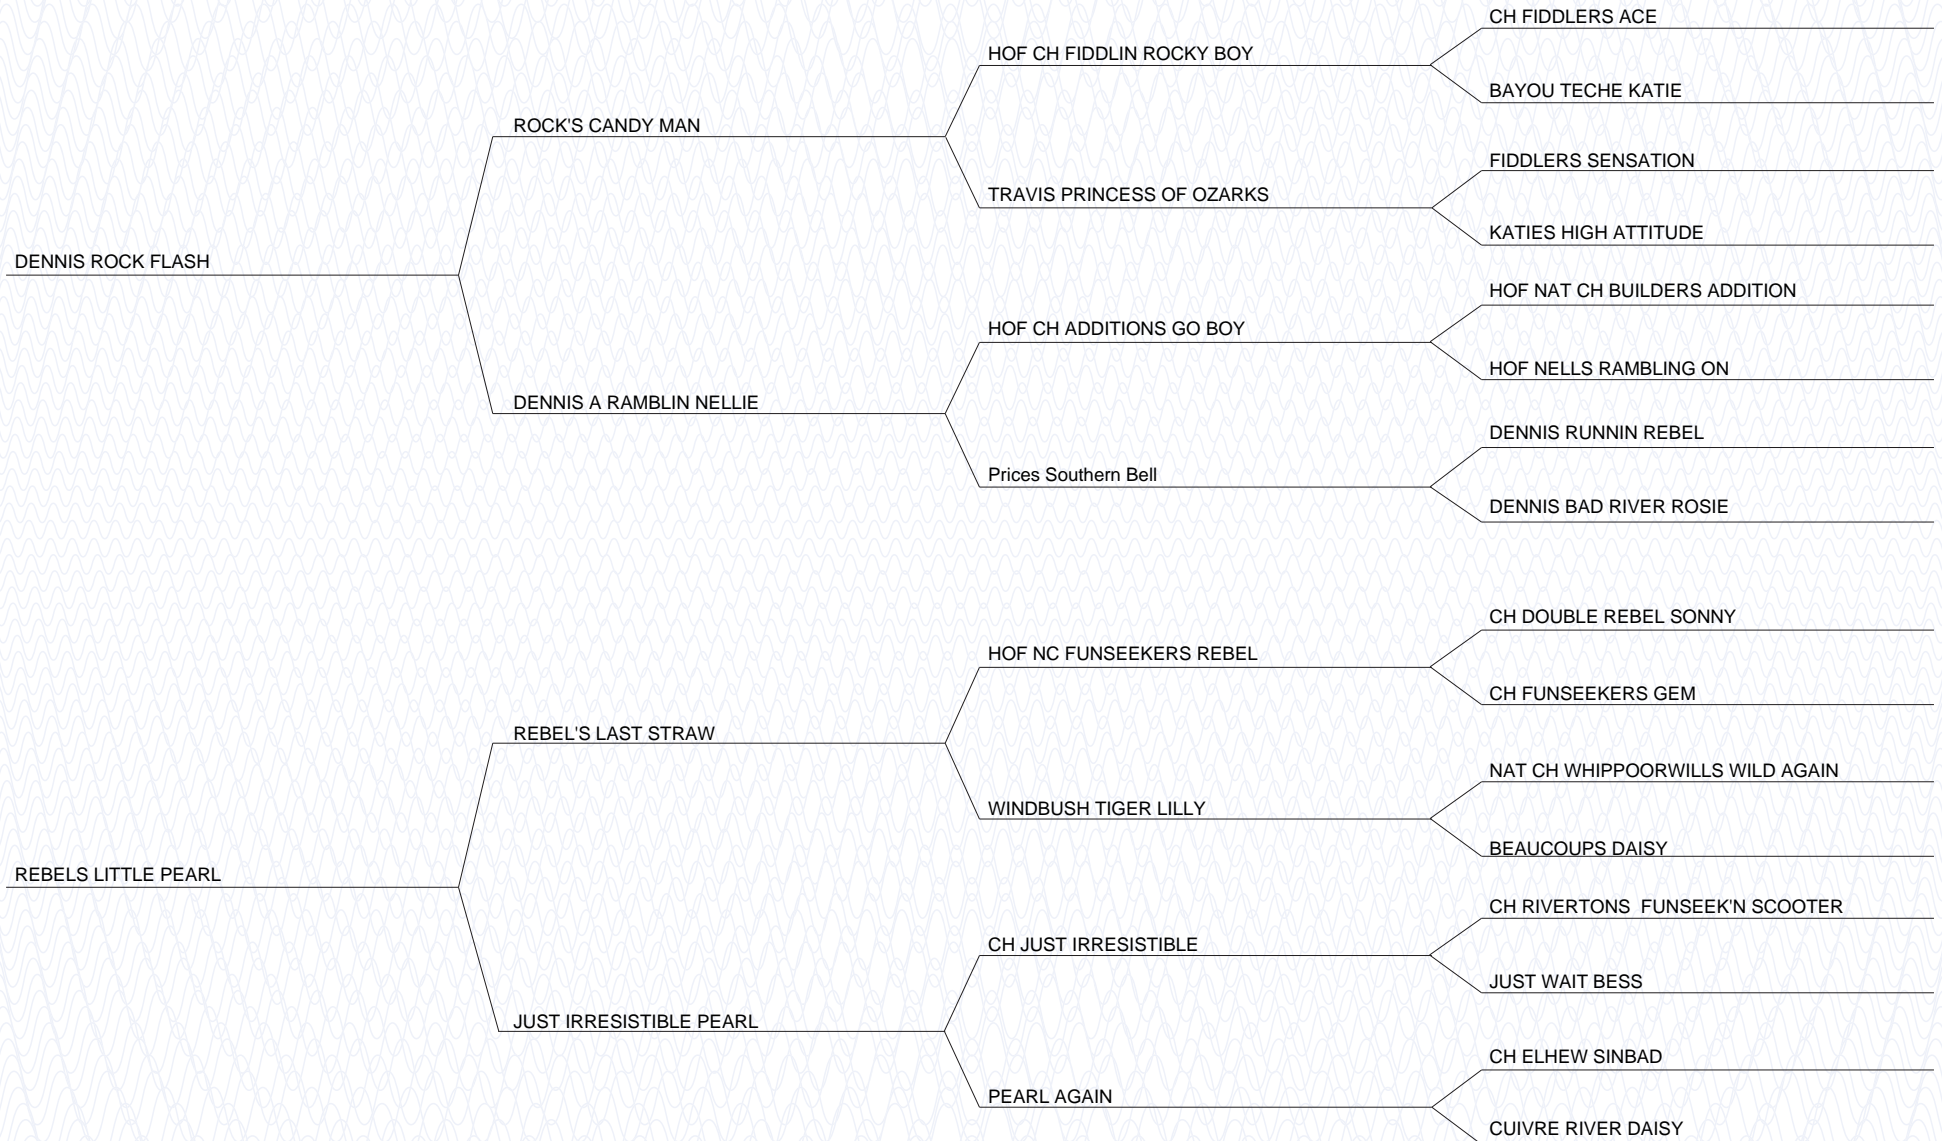 CH FIDDLERS ACE
HOF CH FIDDLIN ROCKY BOY
BAYOU TECHE KATIE
ROCK'S CANDY MAN
FIDDLERS SENSATION
TRAVIS PRINCESS OF OZARKS
KATIES HIGH ATTITUDE
DENNIS ROCK FLASH
HOF NAT CH BUILDERS ADDITION
HOF CH ADDITIONS GO BOY
HOF NELLS RAMBLING ON
DENNIS A RAMBLIN NELLIE
DENNIS RUNNIN REBEL
Prices Southern Bell
DENNIS BAD RIVER ROSIE
CH DOUBLE REBEL SONNY
HOF NC FUNSEEKERS REBEL
CH FUNSEEKERS GEM
REBEL'S LAST STRAW
NAT CH WHIPPOORWILLS WILD AGAIN
WINDBUSH TIGER LILLY
BEAUCOUPS DAISY
REBELS LITTLE PEARL
CH RIVERTONS  FUNSEEK'N SCOOTER
CH JUST IRRESISTIBLE
JUST WAIT BESS
JUST IRRESISTIBLE PEARL
CH ELHEW SINBAD
PEARL AGAIN
CUIVRE RIVER DAISY